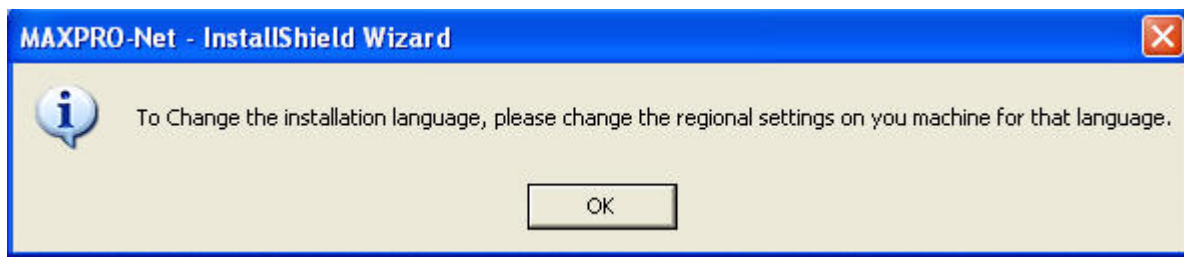 MAXPRO-Net - InstallShield Wizard
To Change the installation language, please change the regional settings on you machine for that language.
OK